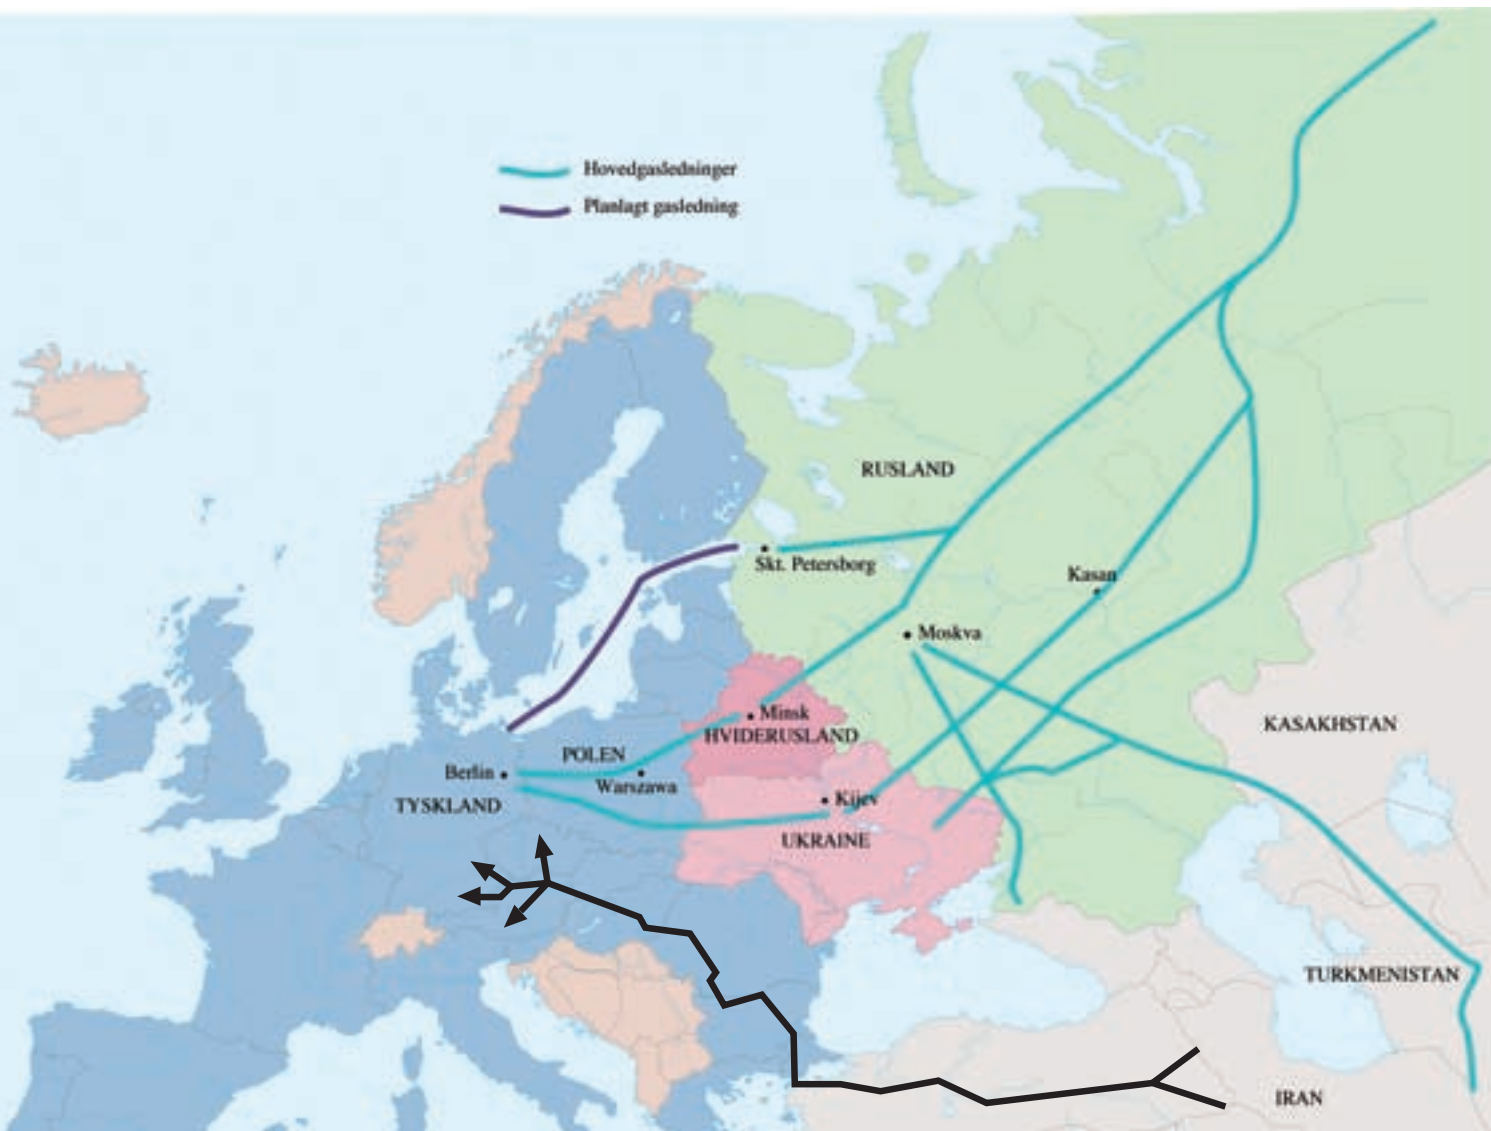 Hovedgasledninger
Planlagt gasledning
RUSLAND
Skt. Petersborg
Kasan
Moskva
Minsk
HVIDERUSLAND
KASAKHSTAN
POLEN
Berlin
Warszawa
TYSKLAND
Kijev
UKRAINE
TURKMENISTAN
IRAN